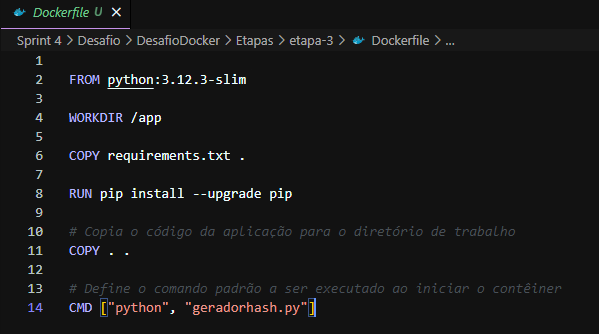 Dockerfile U X
Sprint 4 > Desafio > DesafioDocker > Etapas > etapa-3 > Dockerfile > ...
1
2 FROM python:3.12.3-slim
3
4 WORKDIR /app
5
6 COPY requirements.txt .
7
8 RUN pip install --upgrade pip
9
10 # Copia o código da aplicação para o diretório de trabalho
11 COPY . .
12
13 # Define o comando padrão a ser executado ao iniciar o contêiner
14 CMD ["python", "geradorhash.py"]